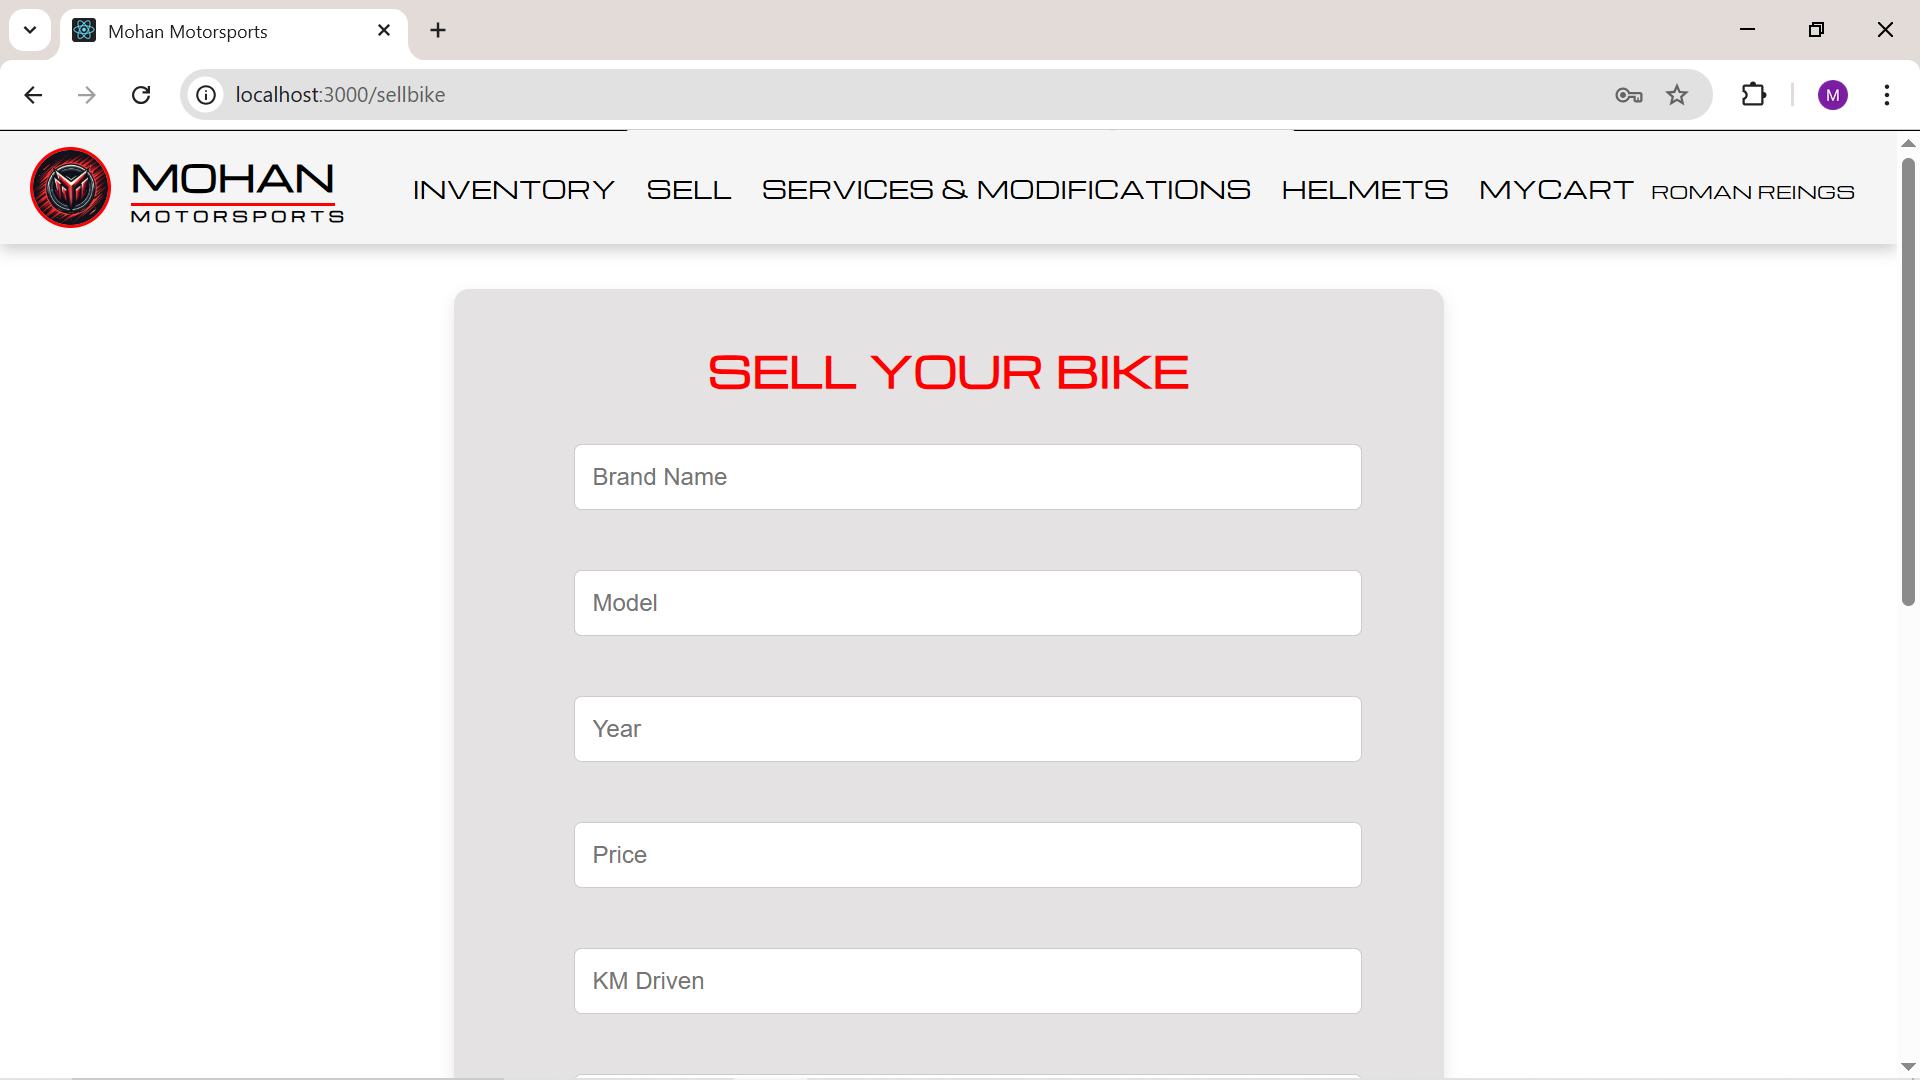 Mohan Motorsports
localhost:3000/sellbike
M
MOHAN
MOTORSPORTS
INVENTORY SELL SERVICES & MODIFICATIONS HELMETS MYCART ROMAN REINGS
SELL YOUR BIKE
Brand Name
Model
Year
Price
KM Driven